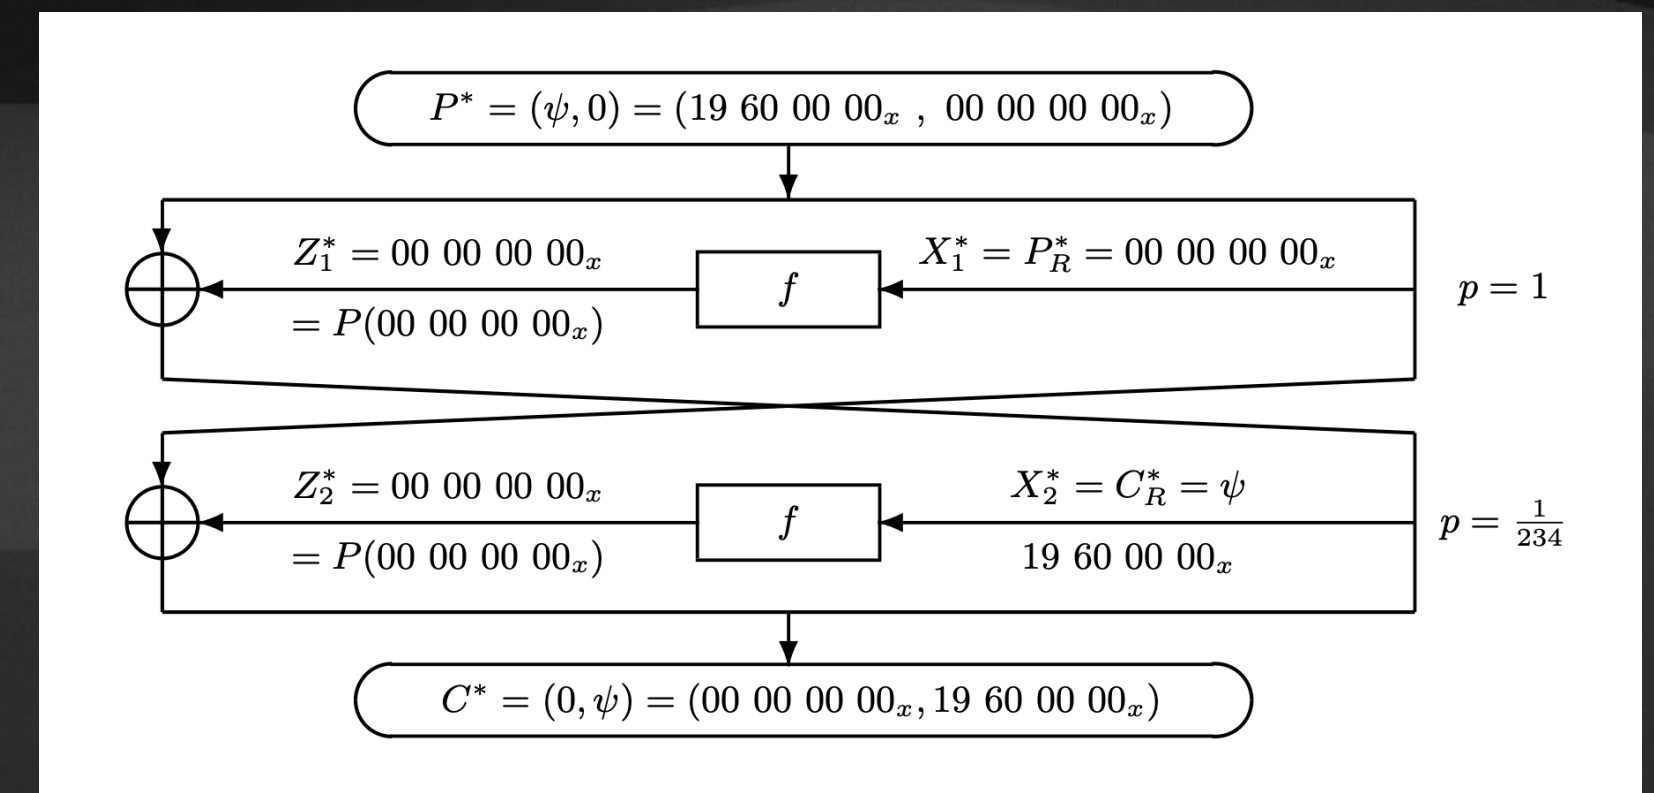 P* = (ψ, 0) = (19 60 00 00ₓ , 00 00 00 00ₓ)
Z₁* = 00 00 00 00ₓ
= P(00 00 00 00ₓ)
f
X₁* = P_R* = 00 00 00 00ₓ
p = 1
Z₂* = 00 00 00 00ₓ
= P(00 00 00 00ₓ)
f
X₂* = C_R* = ψ
19 60 00 00ₓ
p = 1/234
C* = (0, ψ) = (00 00 00 00ₓ, 19 60 00 00ₓ)